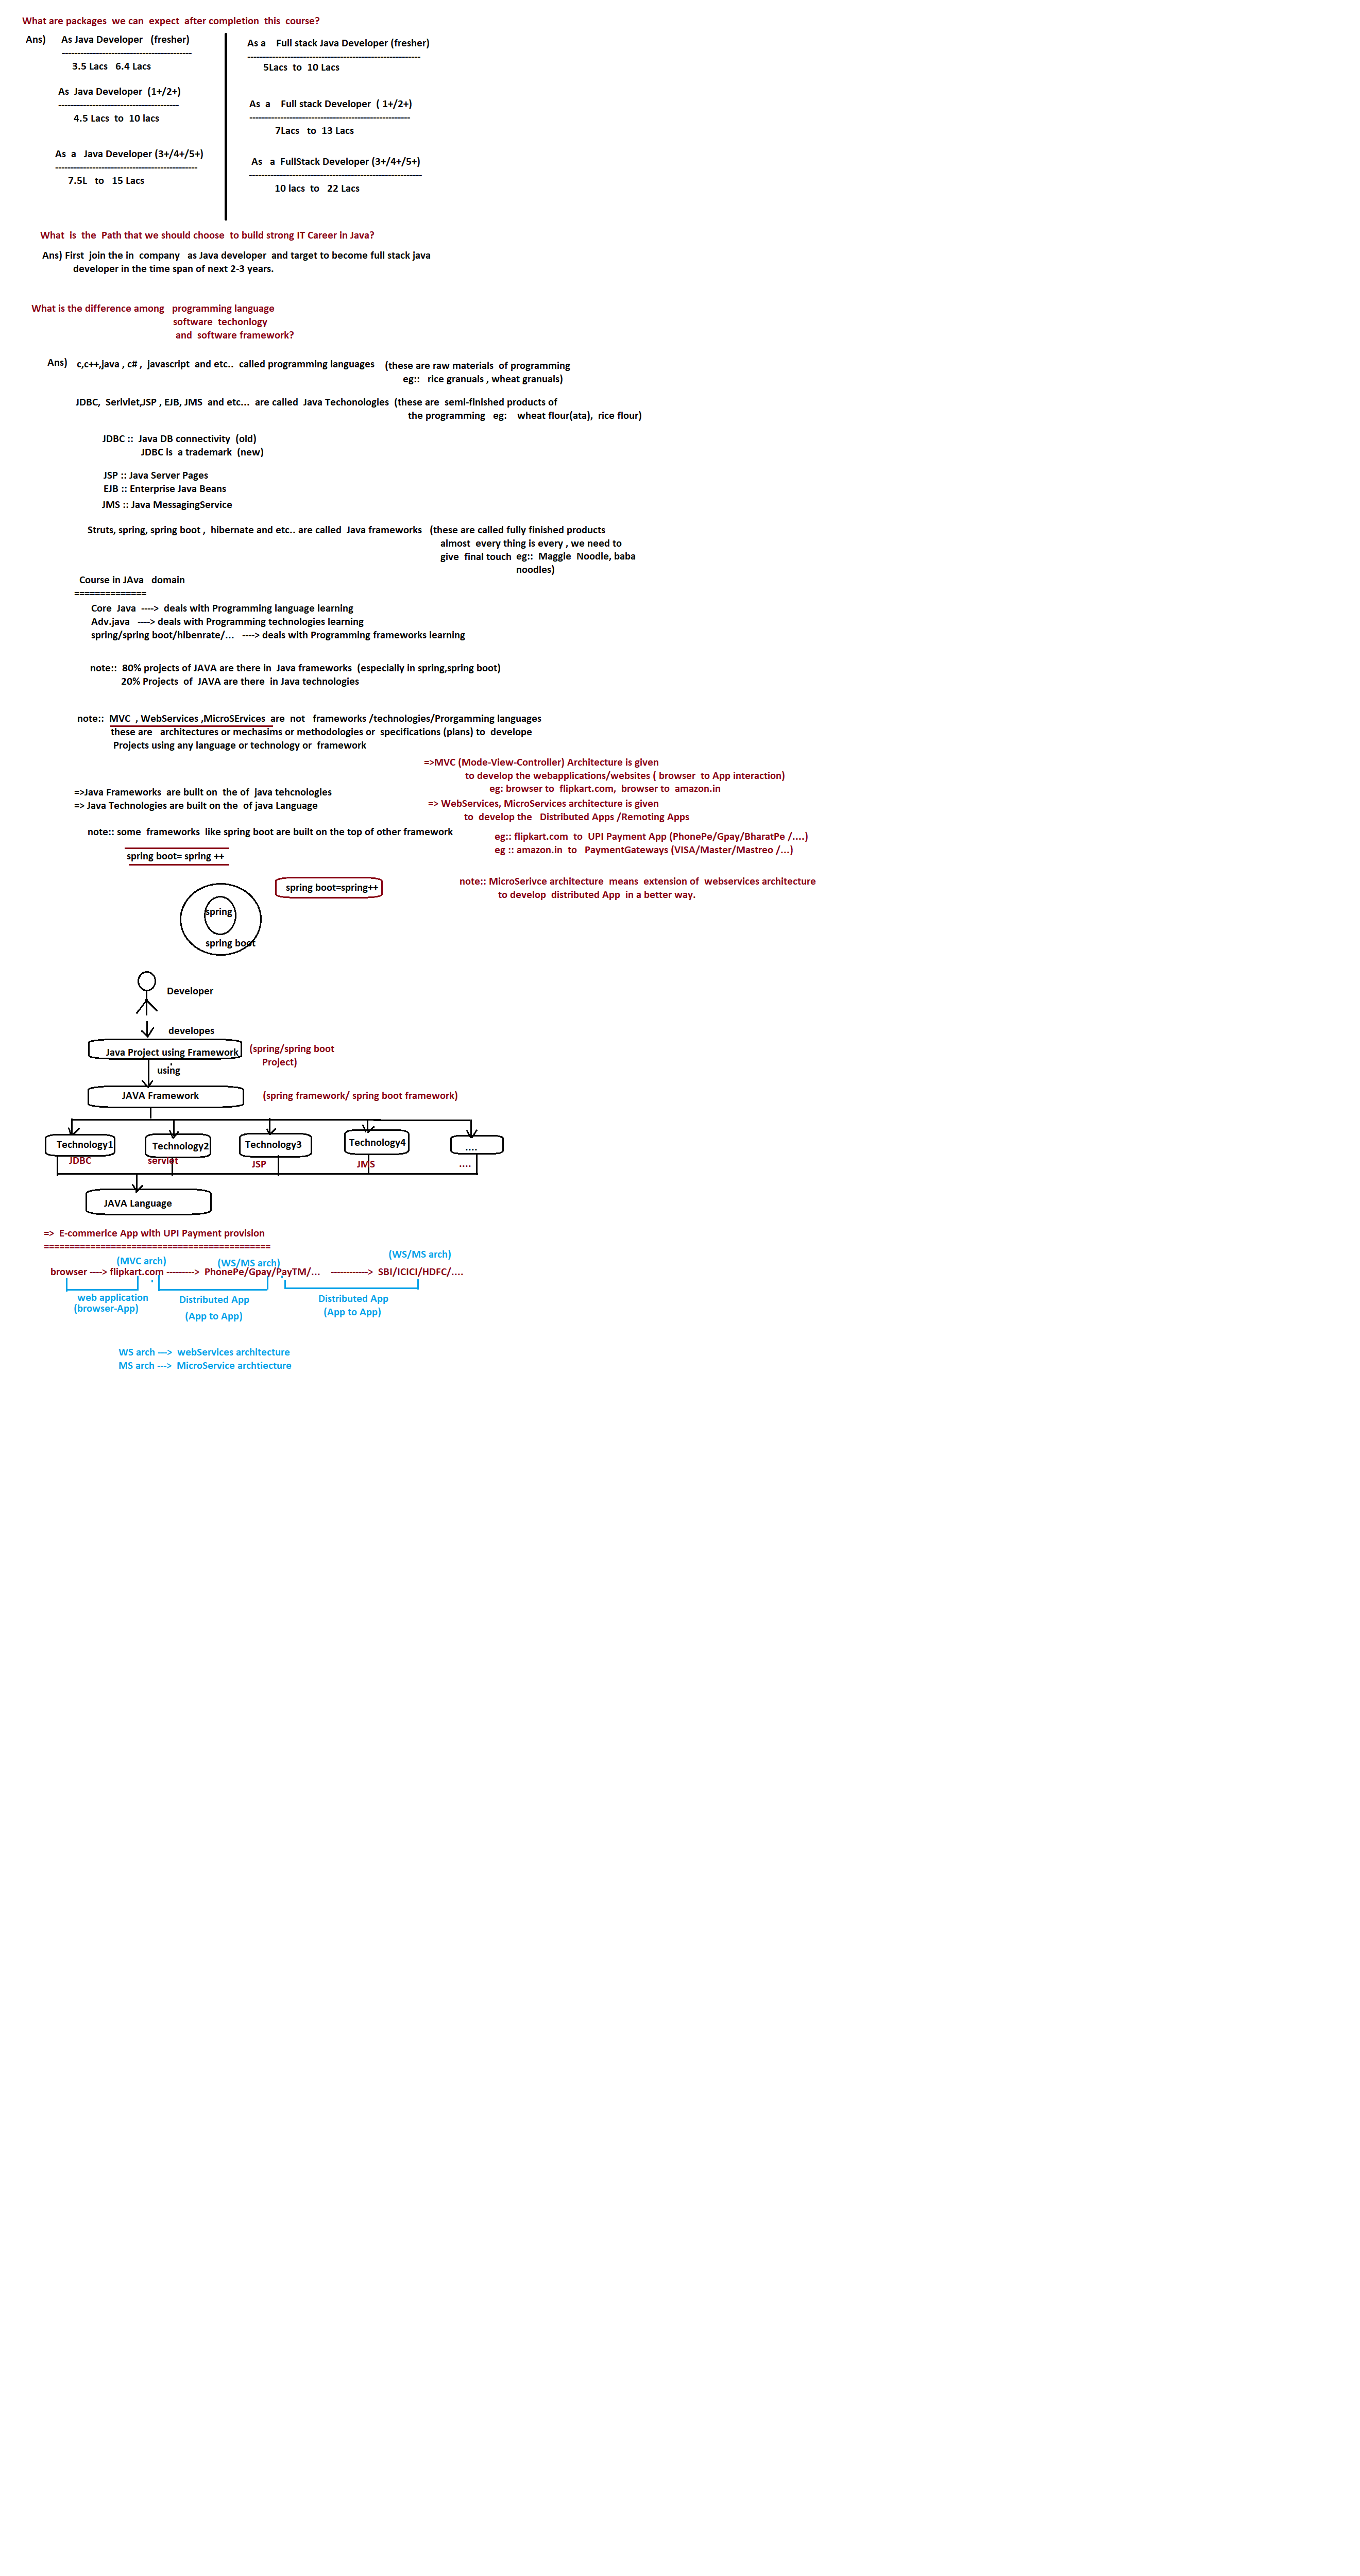 What are packages we can expect after completion this course?
Ans) As Java Developer (fresher)
------------------------------------------
3.5 Lacs 6.4 Lacs
As Java Developer (1+/2+)
---------------------------------------
4.5 Lacs to 10 lacs
As a Java Developer (3+/4+/5+)
----------------------------------------------
7.5L to 15 Lacs
As a Full stack Java Developer (fresher)
--------------------------------------------------------
5Lacs to 10 Lacs
As a Full stack Developer ( 1+/2+)
----------------------------------------------------
7Lacs to 13 Lacs
As a FullStack Developer (3+/4+/5+)
--------------------------------------------------------
10 lacs to 22 Lacs
What is the Path that we should choose to build strong IT Career in Java?
Ans) First join the in company as Java developer and target to become full stack java
developer in the time span of next 2-3 years.
What is the difference among programming language
software techonlogy
and software framework?
Ans) c,c++,java , c# , javascript and etc.. called programming languages (these are raw materials of programming
eg:: rice granuals , wheat granuals)
JDBC, Serlvlet,JSP , EJB, JMS and etc... are called Java Techonologies (these are semi-finished products of
the programming eg: wheat flour(ata), rice flour)
JDBC :: Java DB connectivity (old)
JDBC is a trademark (new)
JSP :: Java Server Pages
EJB :: Enterprise Java Beans
JMS :: Java MessagingService
Struts, spring, spring boot , hibernate and etc.. are called Java frameworks (these are called fully finished products
almost every thing is every , we need to
give final touch eg:: Maggie Noodle, baba
noodles)
Course in JAva domain
==============
Core Java ----> deals with Programming language learning
Adv.java ----> deals with Programming technologies learning
spring/spring boot/hibenrate/... ----> deals with Programming frameworks learning
note:: 80% projects of JAVA are there in Java frameworks (especially in spring,spring boot)
20% Projects of JAVA are there in Java technologies
note:: MVC , WebServices ,MicroSErvices are not frameworks /technologies/Prorgamming languages
these are architectures or mechasims or methodologies or specifications (plans) to develope
Projects using any language or technology or framework
=>MVC (Mode-View-Controller) Architecture is given
to develop the webapplications/websites ( browser to App interaction)
eg: browser to flipkart.com, browser to amazon.in
=> WebServices, MicroServices architecture is given
to develop the Distributed Apps /Remoting Apps
eg:: flipkart.com to UPI Payment App (PhonePe/Gpay/BharatPe /....)
eg :: amazon.in to PaymentGateways (VISA/Master/Mastreo /...)
note:: MicroSerivce architecture means extension of webservices architecture
to develop distributed App in a better way.
=>Java Frameworks are built on the of java tehcnologies
=> Java Technologies are built on the of java Language
note:: some frameworks like spring boot are built on the top of other framework
spring boot= spring ++
spring boot=spring++
spring
spring boot
Developer
developes
Java Project using Framework (spring/spring boot
Project)
using
JAVA Framework (spring framework/ spring boot framework)
Technology1 Technology2 Technology3 Technology4 ....
JDBC servlet JSP JMS ....
JAVA Language
=> E-commerice App with UPI Payment provision
============================================
(MVC arch) (WS/MS arch) (WS/MS arch)
browser ----> flipkart.com ---------> PhonePe/Gpay/PayTM/... ------------> SBI/ICICI/HDFC/....
web application Distributed App Distributed App
(browser-App) (App to App) (App to App)
WS arch ---> webServices architecture
MS arch ---> MicroService archtiecture